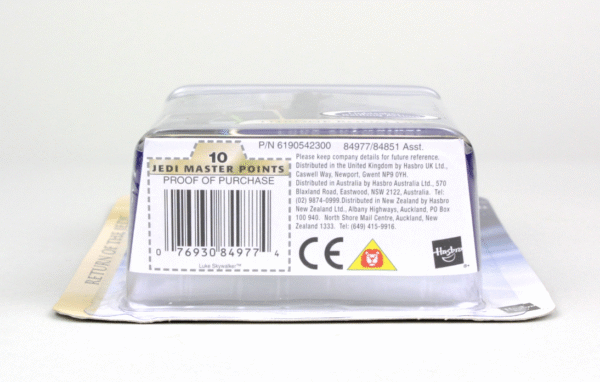 P/N 6190542300 84977/84851 Asst.
10
JEDI MASTER POINTS
PROOF OF PURCHASE
0 76930 84977 4
Luke Skywalker™
Please keep company details for future reference.
Distributed in the United Kingdom by Hasbro UK Ltd.,
Caswell Way, Newport, Gwent NP9 0YH.
Distributed in Australia by Hasbro Australia Ltd., 570
Blaxland Road, Eastwood, NSW 2122, Australia. Tel:
(02) 9874-0999.Distributed in New Zealand by Hasbro
New Zealand Ltd., Albany Highways, Auckland, PO Box
100 940. North Shore Mail Centre, Auckland, New
Zealand 1333. Tel: (649) 415-9916.
CE
Hasbro
RETURN OF THE JEDI